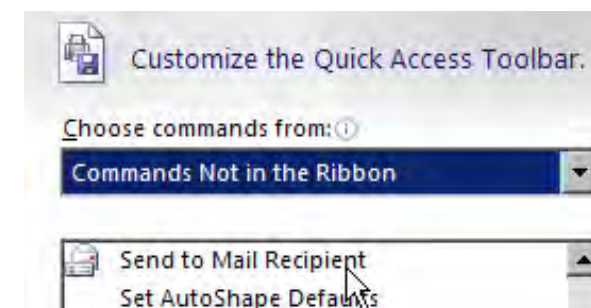 Customize the Quick Access Toolbar.
Choose commands from:
Commands Not in the Ribbon
Send to Mail Recipient
Set AutoShape Defaults